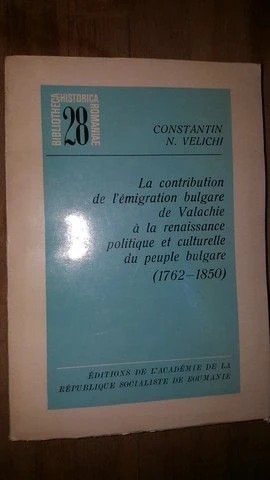 BIBLIOTHECA
HISTORICA
ROMANIAE
28
CONSTANTIN
N. VELICHI
La contribution
de l'émigration bulgare
de Valachie
à la renaissance
politique et culturelle
du peuple bulgare
(1762—1850)
ÉDITIONS DE L'ACADÉMIE DE LA
RÉPUBLIQUE SOCIALISTE DE ROUMANIE